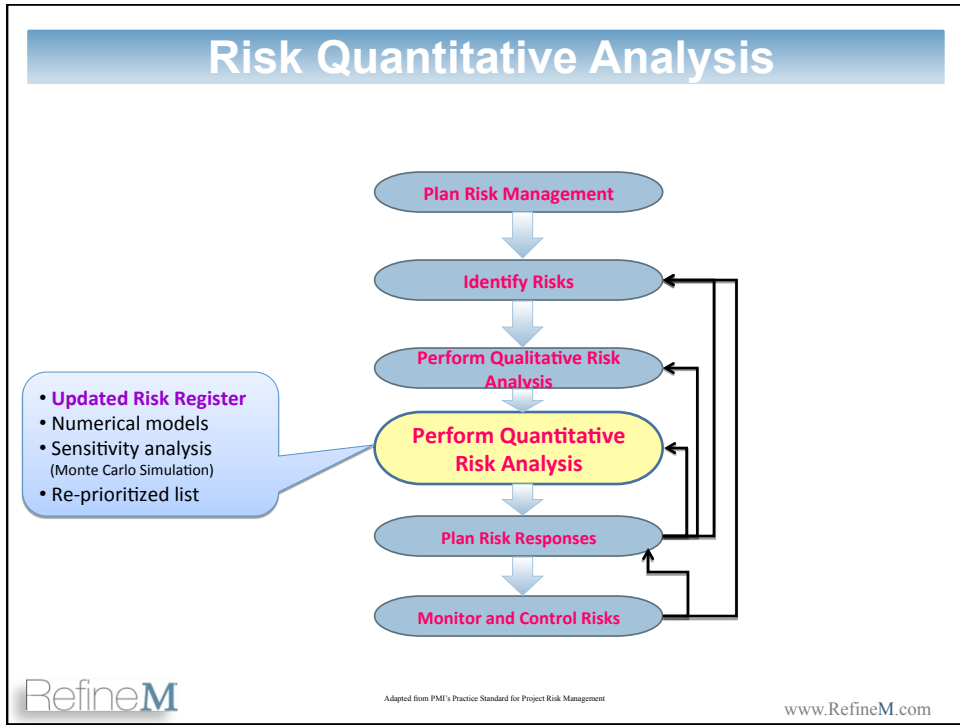 Risk Quantitative Analysis
Plan Risk Management
Identify Risks
Perform Qualitative Risk
Analysis
• Updated Risk Register
• Numerical models
• Sensitivity analysis
(Monte Carlo Simulation)
• Re-prioritized list
Perform Quantitative
Risk Analysis
Plan Risk Responses
Monitor and Control Risks
RefineM
Adapted from PMI's Practice Standard for Project Risk Management
www.RefineM.com